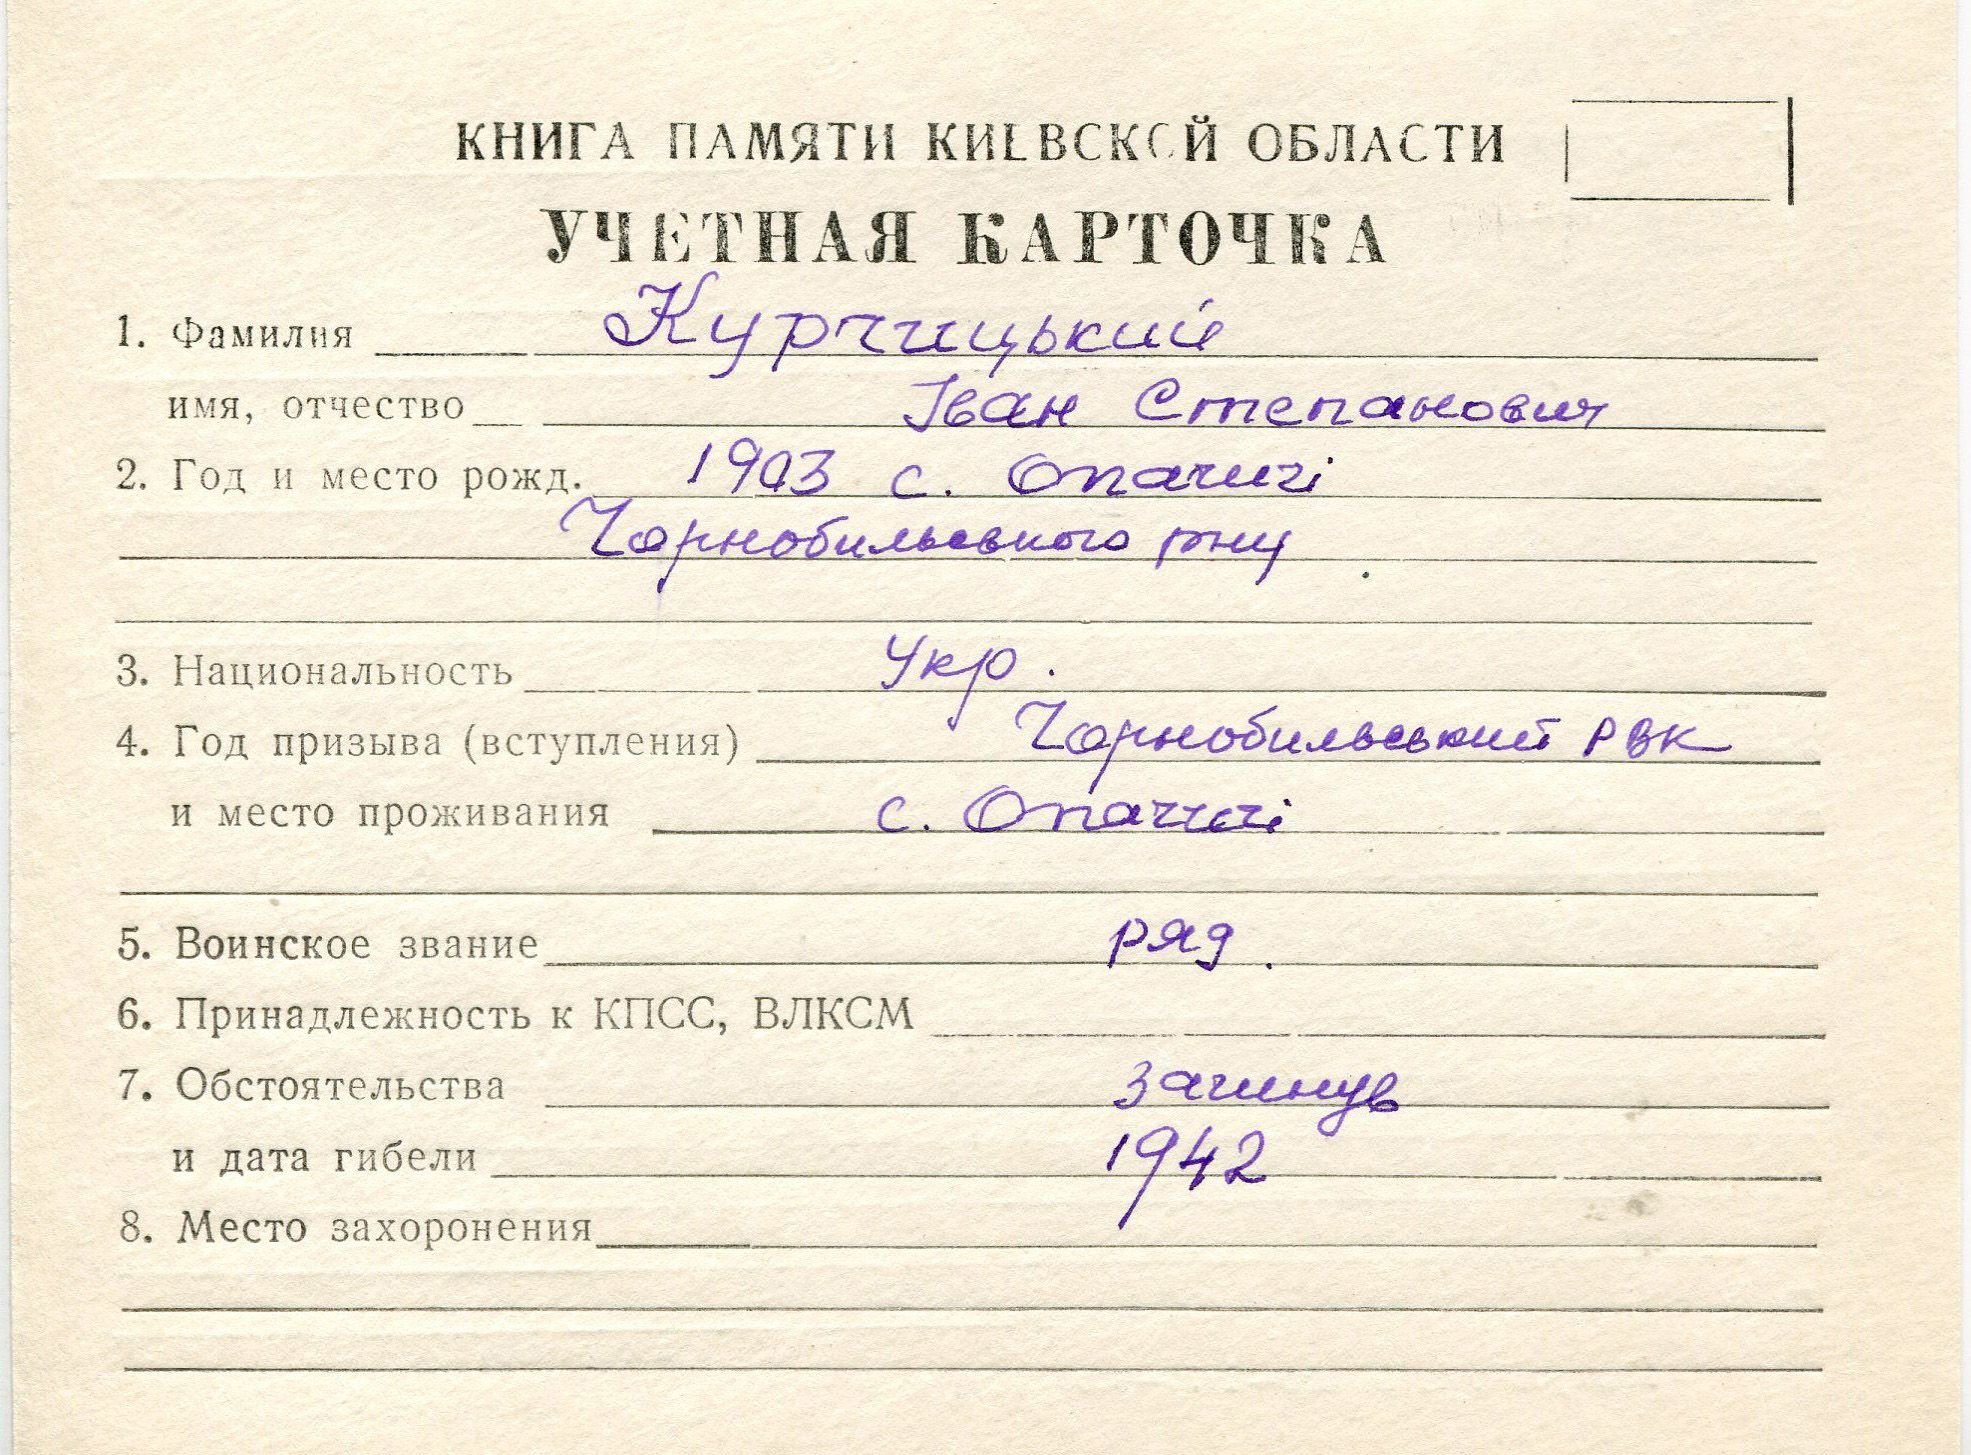 КНИГА ПАМЯТИ КИЕВСКОЙ ОБЛАСТИ
УЧЕТНАЯ КАРТОЧКА
1. Фамилия Курчицький
имя, отчество Іван Степанович
2. Год и место рожд. 1903 с. Опачичі
Чорнобильського р-ну
3. Национальность Укр.
4. Год призыва (вступления) Чорнобильський РВК
и место проживания с. Опачичі
5. Воинское звание ряд.
6. Принадлежность к КПСС, ВЛКСМ
7. Обстоятельства загинув
и дата гибели 1942
8. Место захоронения